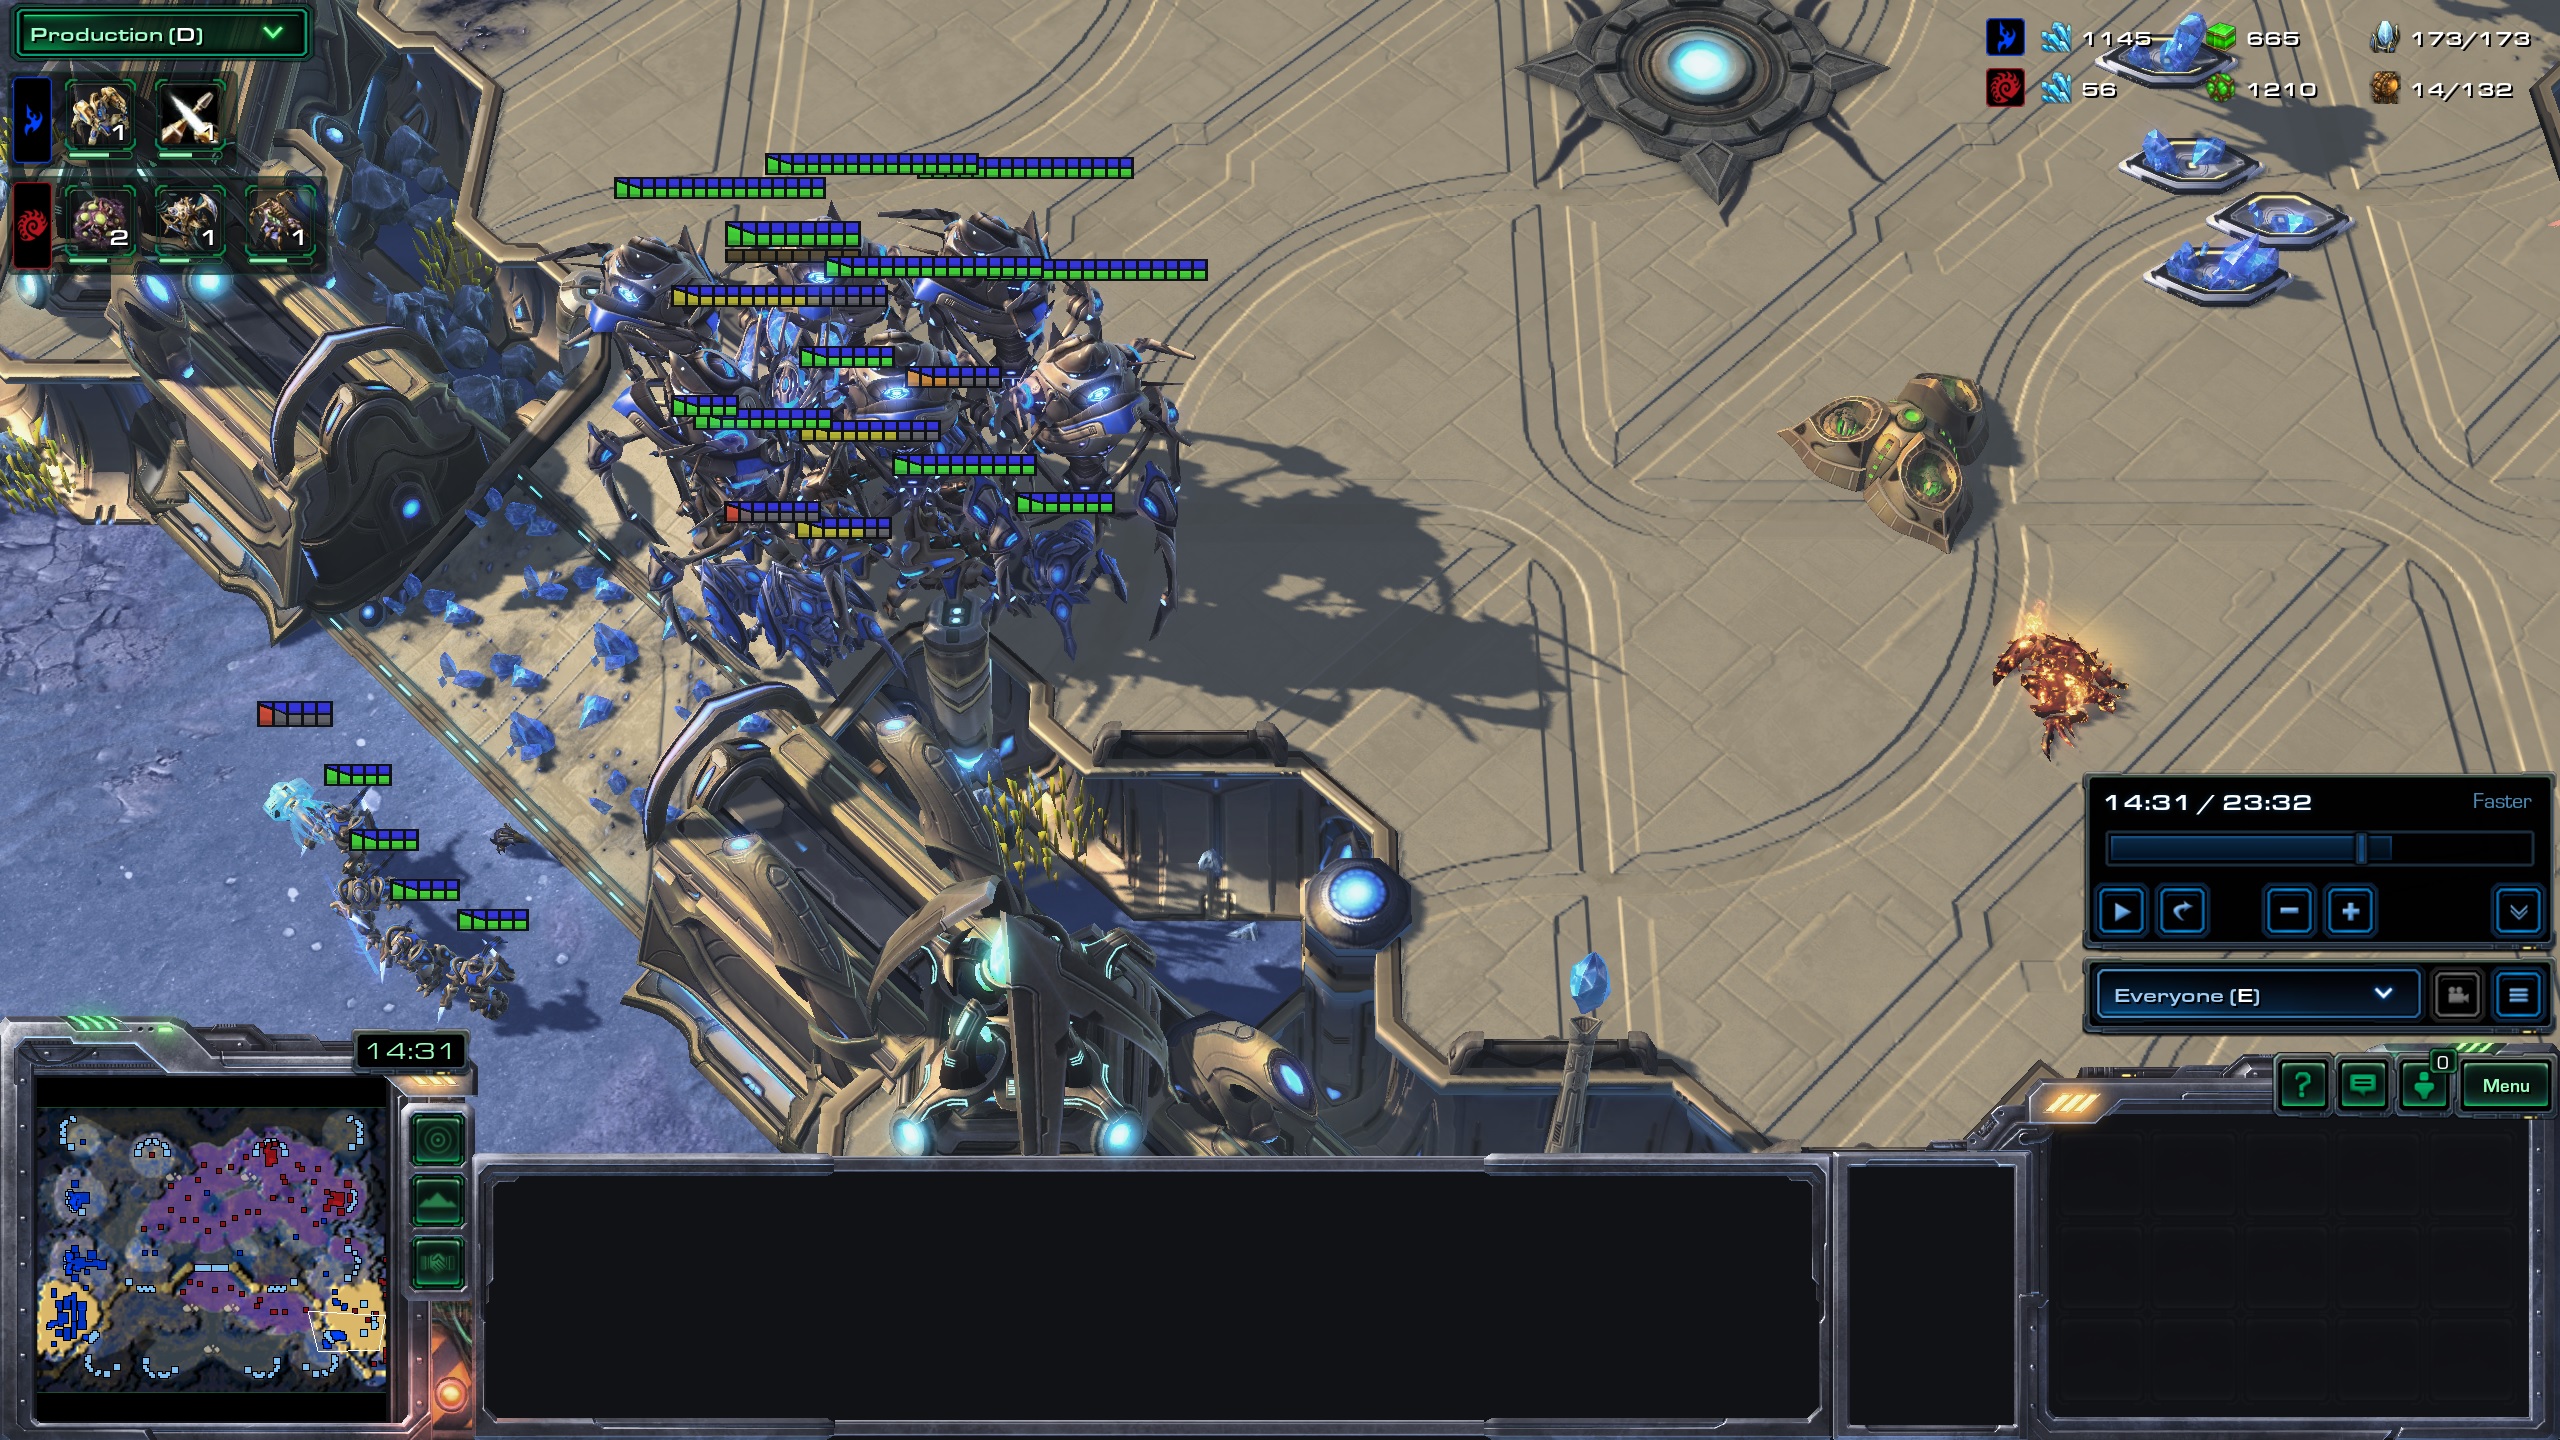 Production (D)
1 1
2 1 1
1145 665 173/173
56 1210 14/132
14:31 / 23:32 Faster
Everyone (E)
14:31
0
? Menu